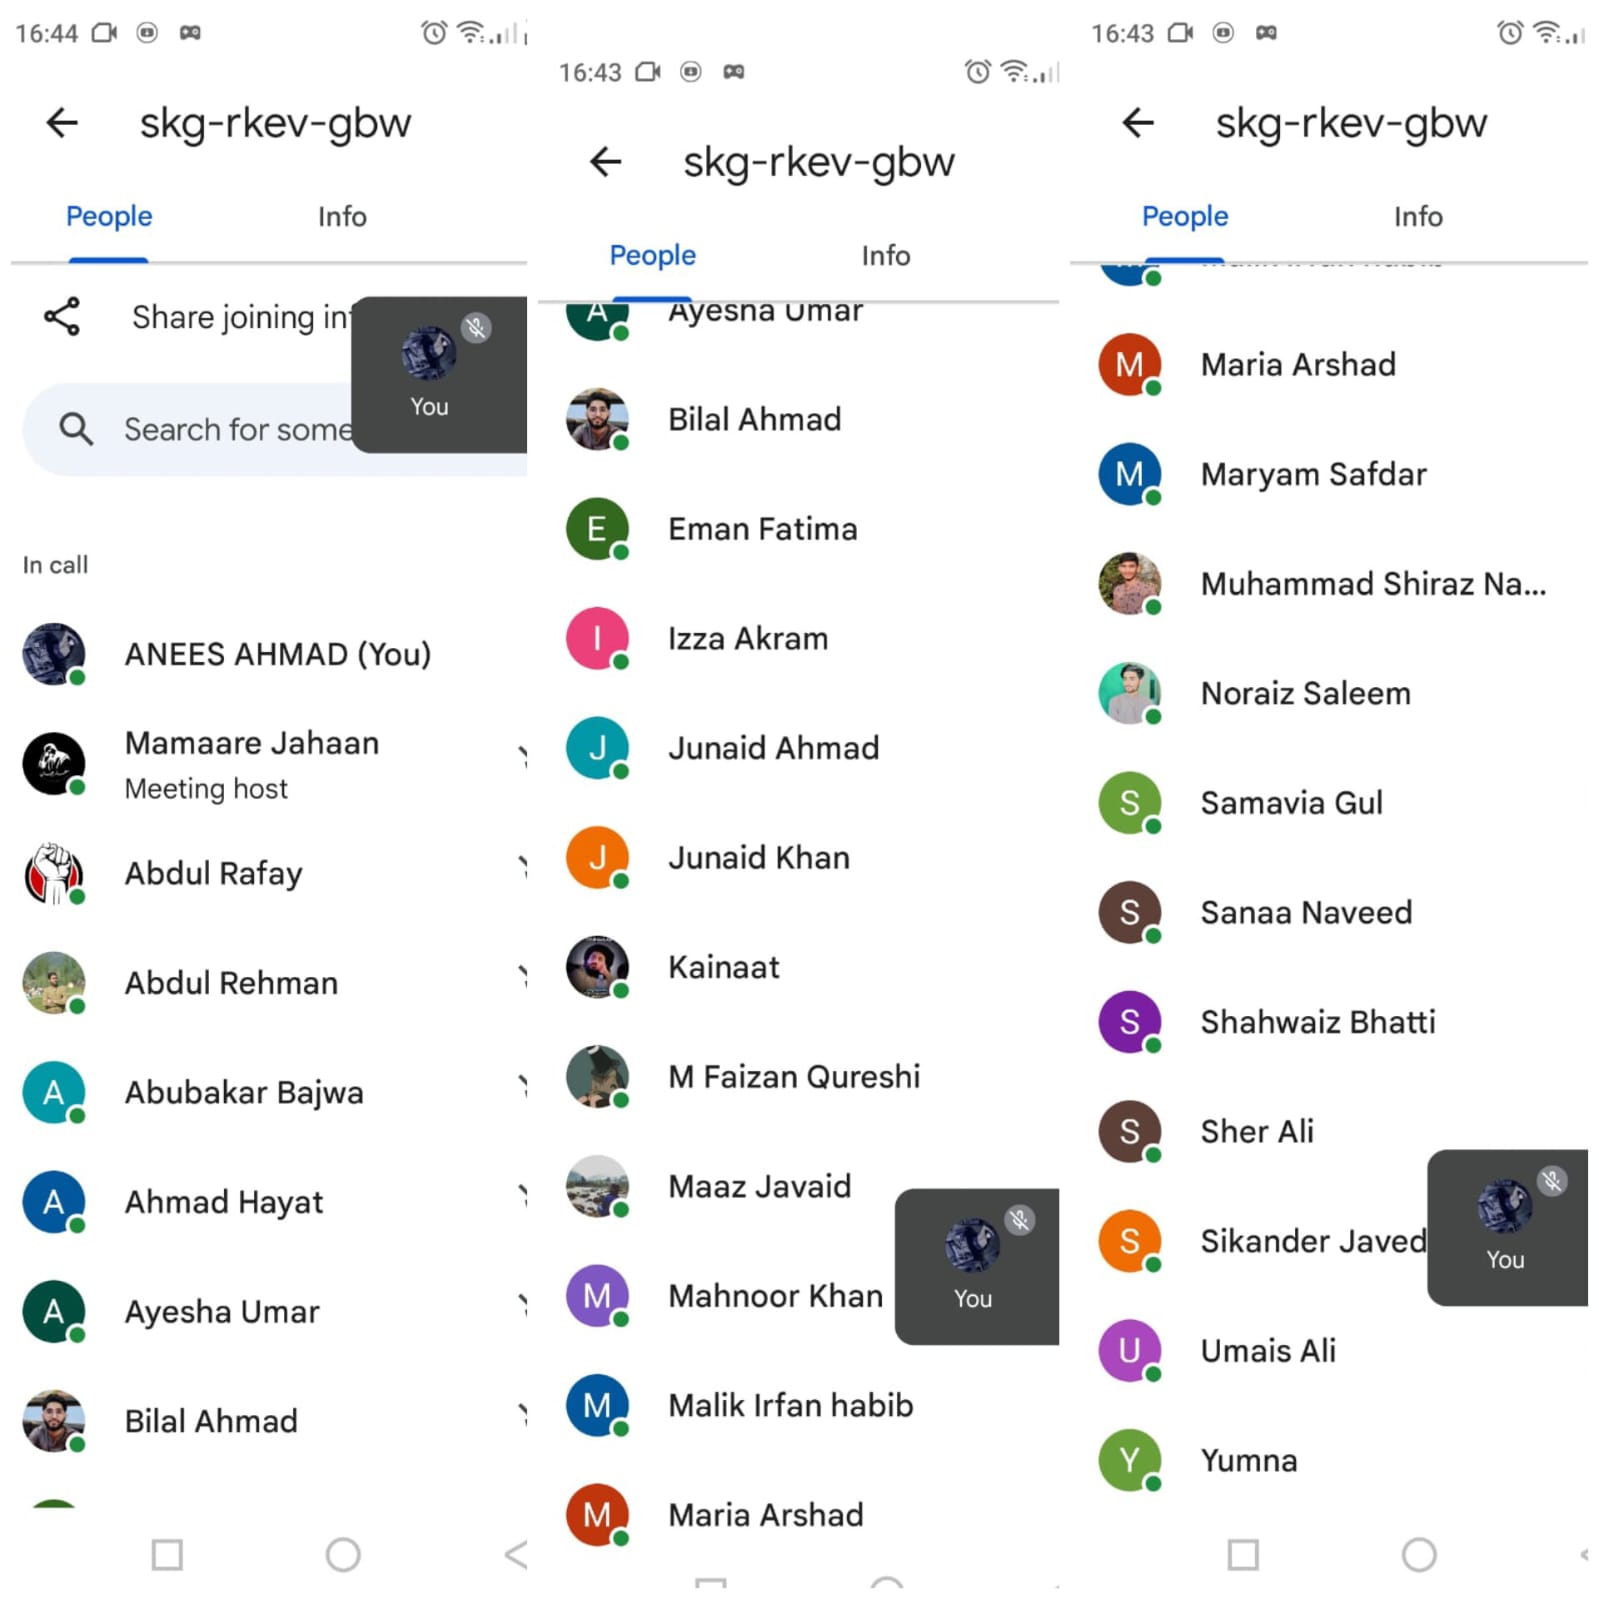 16:44
skg-rkev-gbw
People Info
Share joining in
You
Search for some
In call
ANEES AHMAD (You)
Mamaare Jahaan
Meeting host
Abdul Rafay
Abdul Rehman
A Abubakar Bajwa
A Ahmad Hayat
A Ayesha Umar
Bilal Ahmad
16:43
skg-rkev-gbw
People Info
A Ayesha Umar
Bilal Ahmad
E Eman Fatima
I Izza Akram
J Junaid Ahmad
J Junaid Khan
Kainaat
M Faizan Qureshi
Maaz Javaid
M Mahnoor Khan
You
M Malik Irfan habib
M Maria Arshad
16:43
skg-rkev-gbw
People Info
M Maria Arshad
M Maryam Safdar
Muhammad Shiraz Na...
Noraiz Saleem
S Samavia Gul
S Sanaa Naveed
S Shahwaiz Bhatti
S Sher Ali
S Sikander Javed
You
U Umais Ali
Y Yumna